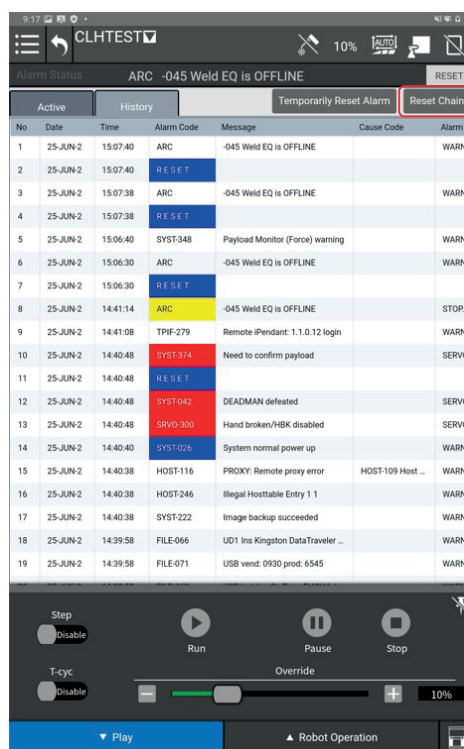 9:17
CLHTEST
10% AUTO
Alarm Status ARC -045 Weld EQ is OFFLINE RESET
Active History Temporarily Reset Alarm Reset Chain
No Date Time Alarm Code Message Cause Code Alarm
1 25-JUN-2 15:07:40 ARC -045 Weld EQ is OFFLINE WARN
2 25-JUN-2 15:07:40 RESET
3 25-JUN-2 15:07:38 ARC -045 Weld EQ is OFFLINE WARN
4 25-JUN-2 15:07:38 RESET
5 25-JUN-2 15:06:40 SYST-348 Payload Monitor (Force) warning WARN
6 25-JUN-2 15:06:30 ARC -045 Weld EQ is OFFLINE WARN
7 25-JUN-2 15:06:30 RESET
8 25-JUN-2 14:41:14 ARC -045 Weld EQ is OFFLINE STOP.
9 25-JUN-2 14:41:08 TPIF-279 Remote iPendant: 1.1.0.12 login WARN
10 25-JUN-2 14:40:48 SYST-374 Need to confirm payload SERVO
11 25-JUN-2 14:40:48 RESET
12 25-JUN-2 14:40:48 SYST-042 DEADMAN defeated SERVO
13 25-JUN-2 14:40:48 SRVO-300 Hand broken/HBK disabled SERVO
14 25-JUN-2 14:40:40 SYST-026 System normal power up WARN
15 25-JUN-2 14:40:38 HOST-116 PROXY: Remote proxy error HOST-109 Host ... WARN
16 25-JUN-2 14:40:38 HOST-246 Illegal Hosttable Entry 1 1 WARN
17 25-JUN-2 14:40:38 SYST-222 Image backup succeeded WARN
18 25-JUN-2 14:39:58 FILE-066 UD1 Ins Kingston DataTraveler ... WARN
19 25-JUN-2 14:39:58 FILE-071 USB vend: 0930 prod: 6545 WARN
Step
Disable
Run Pause Stop
T-cyc Override
Disable 10%
▼ Play ▲ Robot Operation